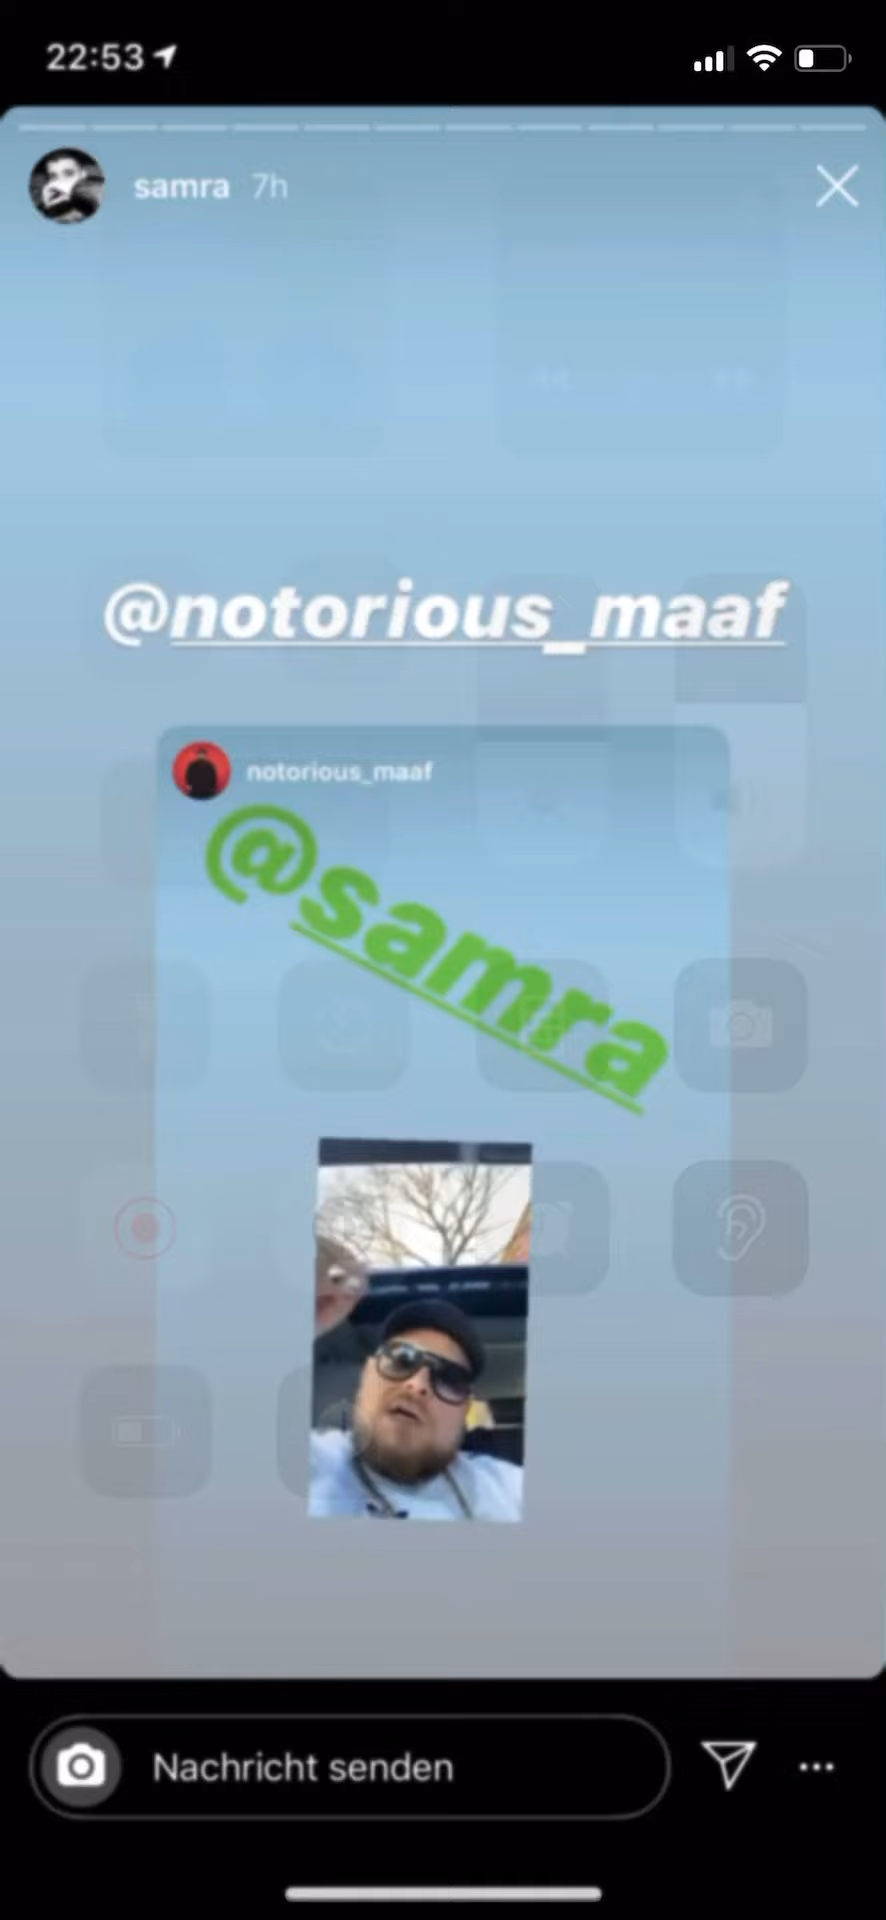 22:53
samra 7h
@notorious_maaf
notorious_maaf
@samra
Nachricht senden